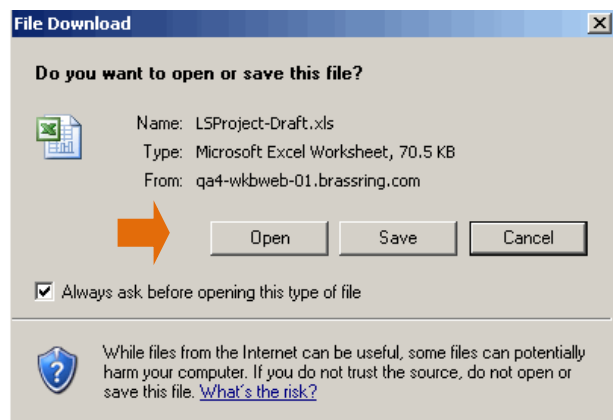 File Download
Do you want to open or save this file?
Name: LSProject-Draft.xls
Type: Microsoft Excel Worksheet, 70.5 KB
From: qa4-wkbweb-01.brassring.com
Open Save Cancel
Always ask before opening this type of file
While files from the Internet can be useful, some files can potentially
harm your computer. If you do not trust the source, do not open or
save this file. What's the risk?